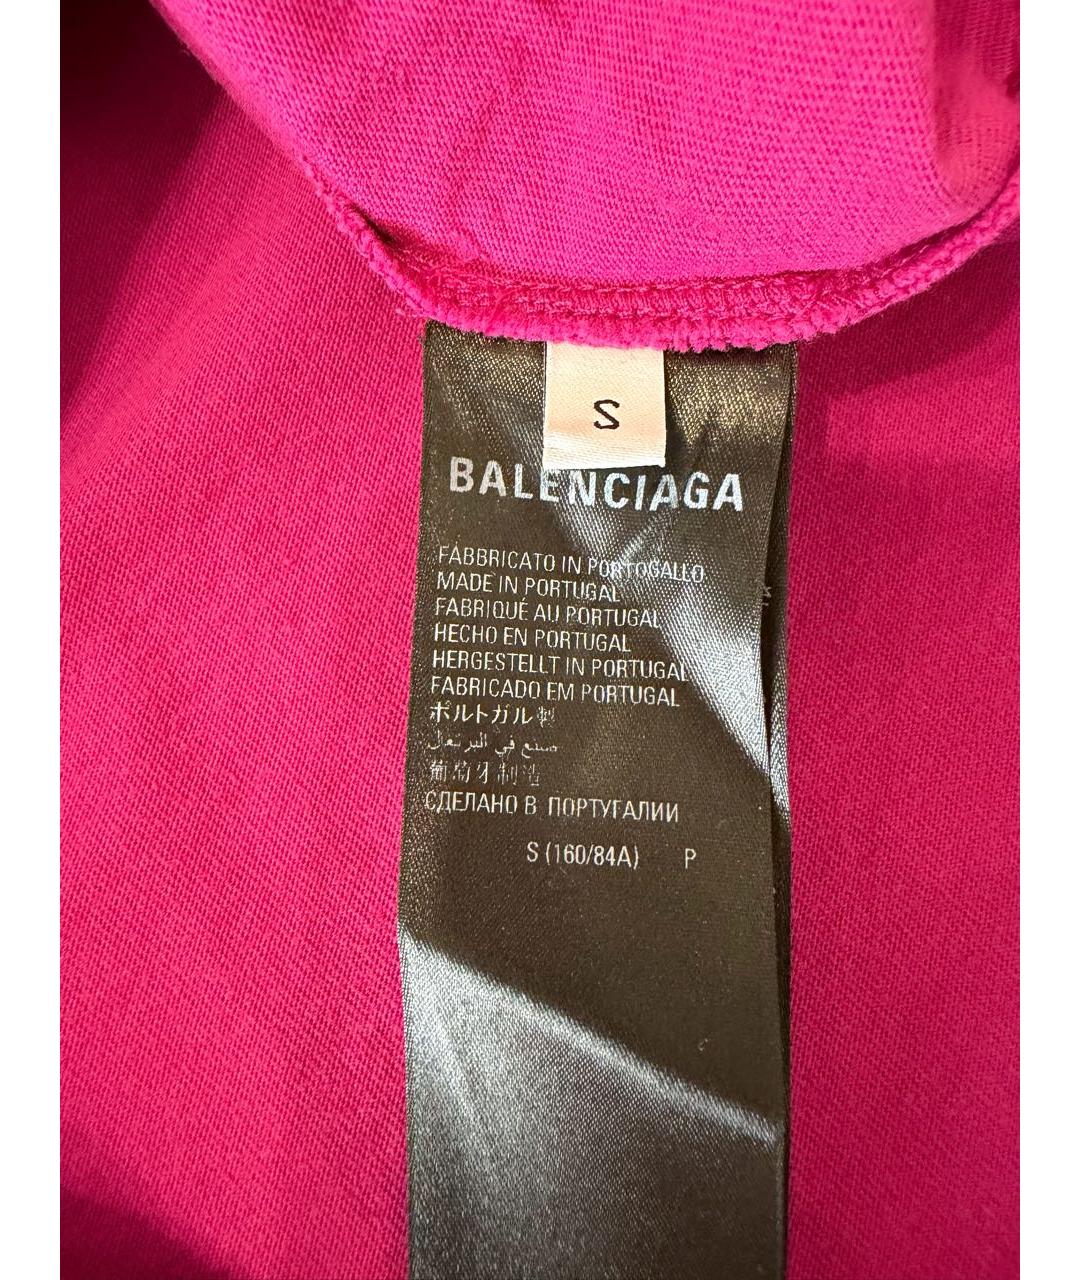 S
BALENCIAGA
FABBRICATO IN PORTOGALLO
MADE IN PORTUGAL
FABRIQUÉ AU PORTUGAL
HECHO EN PORTUGAL
HERGESTELLT IN PORTUGAL
FABRICADO EM PORTUGAL
ポルトガル製
صنع في البرتغال
葡萄牙制造
СДЕЛАНО В ПОРТУГАЛИИ
S (160/84A) P